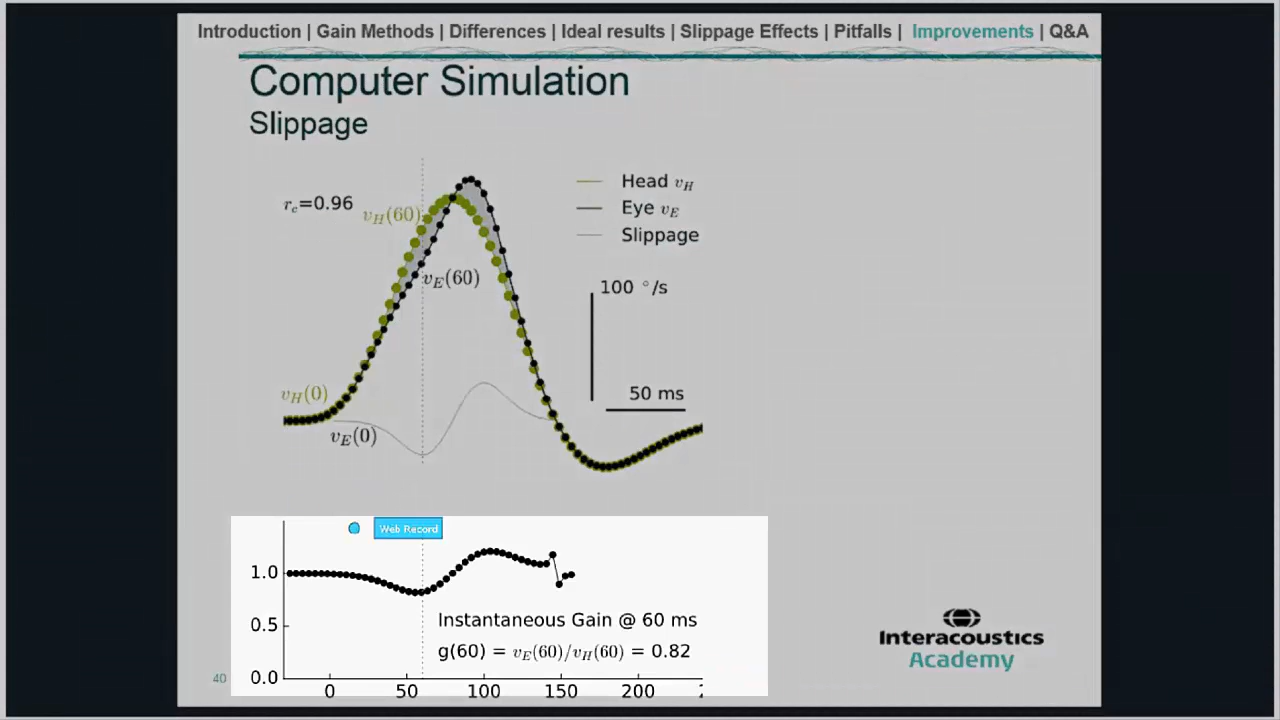 Introduction | Gain Methods | Differences | Ideal results | Slippage Effects | Pitfalls | Improvements | Q&A
Computer Simulation
Slippage
r_c=0.96
v_H(60)
Head v_H
Eye v_E
Slippage
v_E(60)
100 °/s
50 ms
v_H(0)
v_E(0)
Web Record
1.0
0.5
0.0
Instantaneous Gain @ 60 ms
g(60) = v_E(60)/v_H(60) = 0.82
0 50 100 150 200
40
Interacoustics
Academy